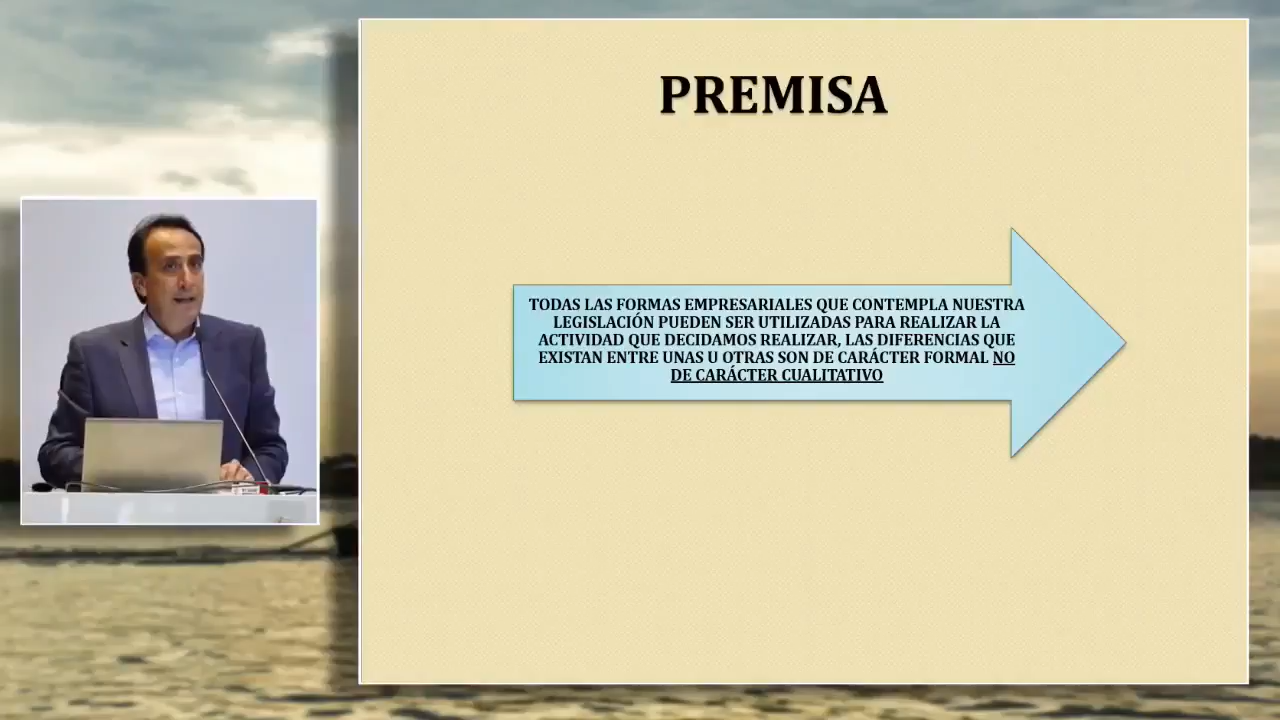 PREMISA
TODAS LAS FORMAS EMPRESARIALES QUE CONTEMPLA NUESTRA
LEGISLACIÓN PUEDEN SER UTILIZADAS PARA REALIZAR LA
ACTIVIDAD QUE DECIDAMOS REALIZAR, LAS DIFERENCIAS QUE
EXISTAN ENTRE UNAS U OTRAS SON DE CARÁCTER FORMAL NO
DE CARÁCTER CUALITATIVO